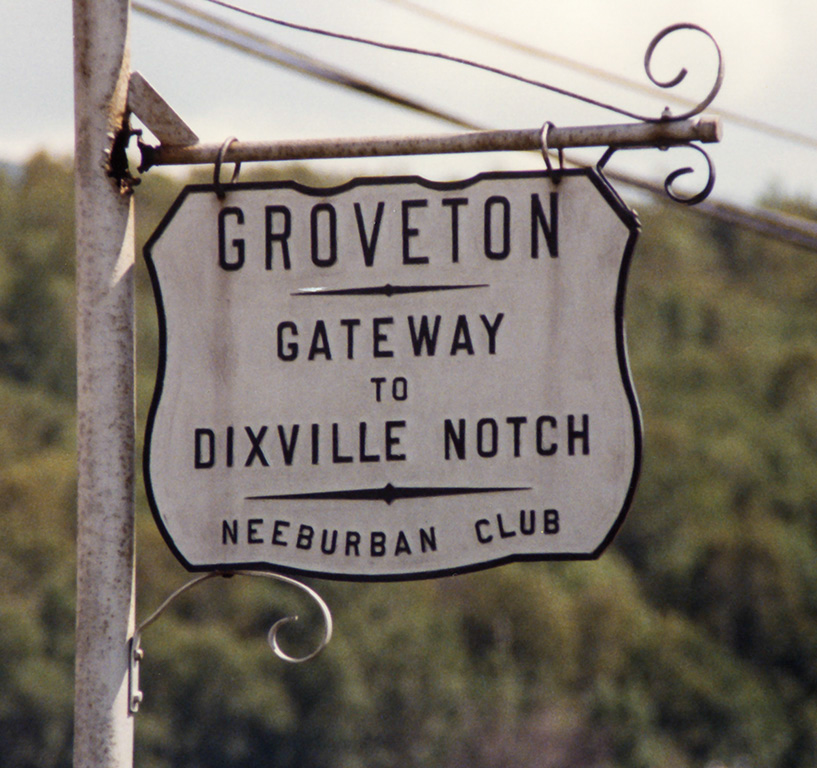 GROVETON
GATEWAY
TO
DIXVILLE NOTCH
NEEBURBAN CLUB